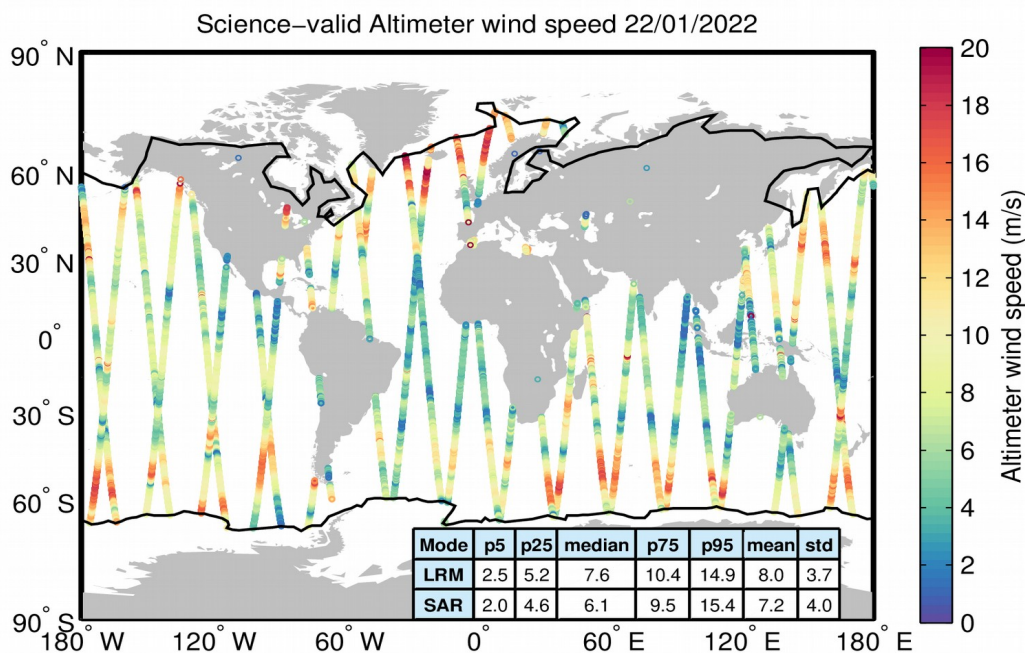 Science−valid Altimeter wind speed 22/01/2022
90° N
60° N
30° N
0°
30° S
60° S
90° S
180° W
120° W
60° W
0°
60° E
120° E
180° E
Mode p5 p25 median p75 p95 mean std
LRM 2.5 5.2 7.6 10.4 14.9 8.0 3.7
SAR 2.0 4.6 6.1 9.5 15.4 7.2 4.0
20
18
16
14
12
10
8
6
4
2
0
Altimeter wind speed (m/s)